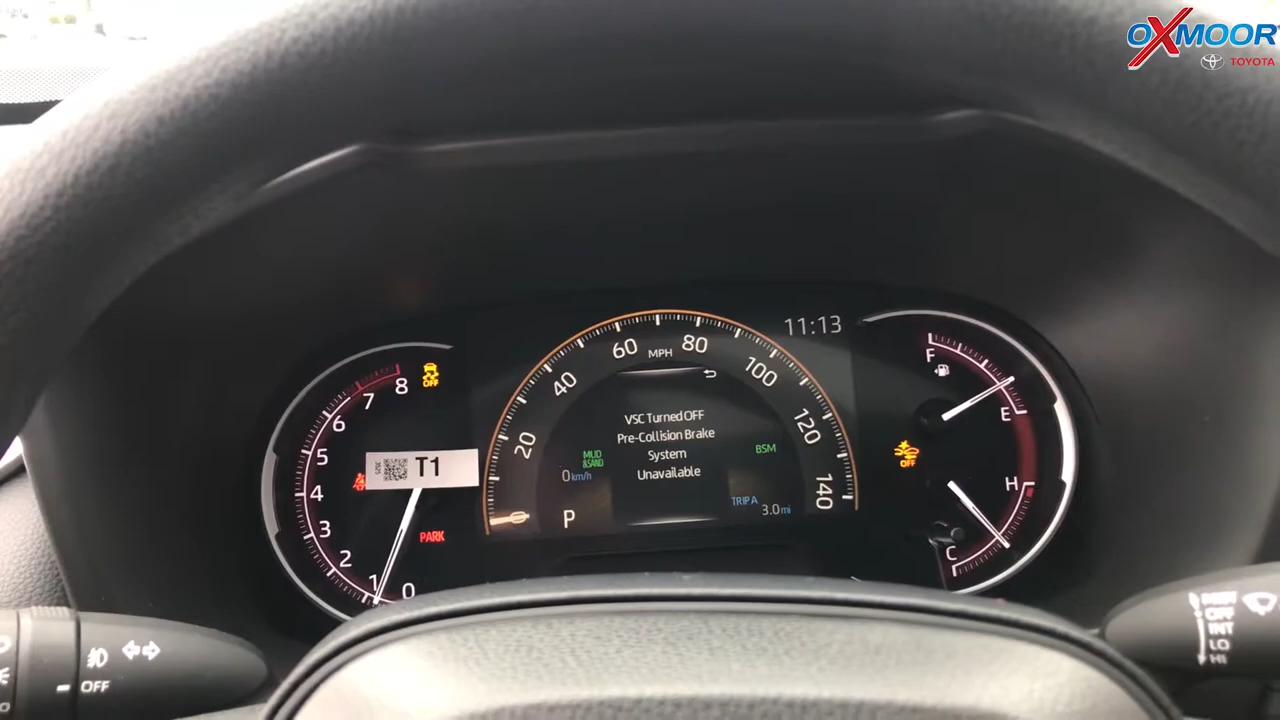 OXMOOR
TOYOTA
11:13
8
7
6
5
4
3
2
1
0
OFF
T1
PARK
MPH
20
40
60
80
100
120
140
VSC Turned OFF
Pre-Collision Brake
System
Unavailable
MUD
&SAND
0 km/h
BSM
TRIP A
3.0 mi
P
F
E
H
C
OFF
OFF
OFF
INT
LO
HI